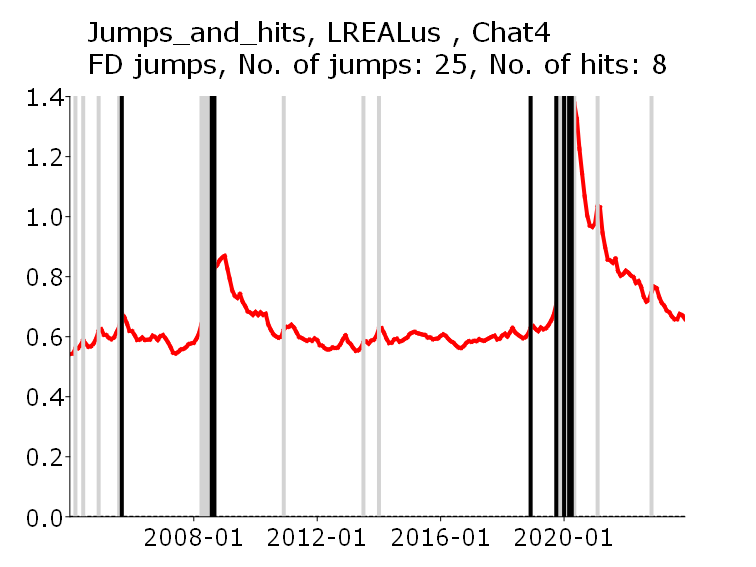 Jumps_and_hits, LREALus , Chat4
FD jumps, No. of jumps: 25, No. of hits: 8
1.4
1.2
1.0
0.8
0.6
0.4
0.2
0.0
2008-01 2012-01 2016-01 2020-01